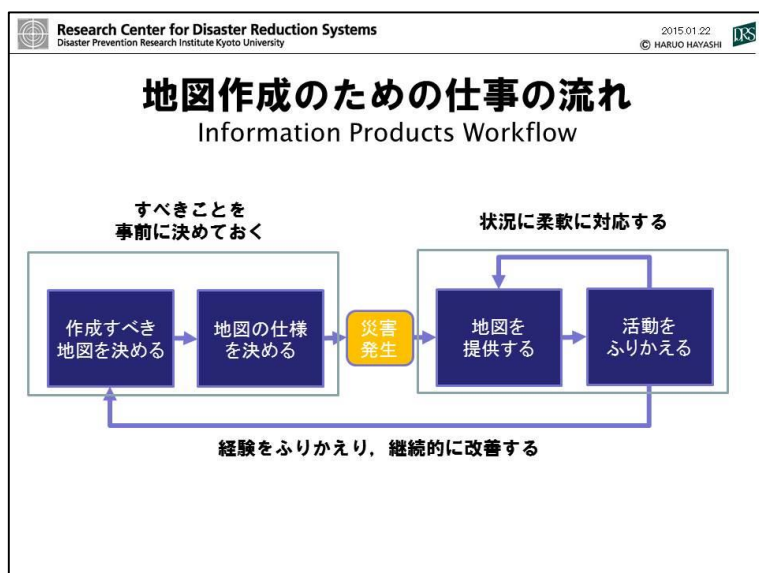 Research Center for Disaster Reduction Systems
Disaster Prevention Research Institute Kyoto University
2015.01.22
© HARUO HAYASHI
DRS
地図作成のための仕事の流れ
Information Products Workflow
すべきことを
事前に決めておく
状況に柔軟に対応する
作成すべき
地図を決める
地図の仕様
を決める
災害
発生
地図を
提供する
活動を
ふりかえる
経験をふりかえり，継続的に改善する